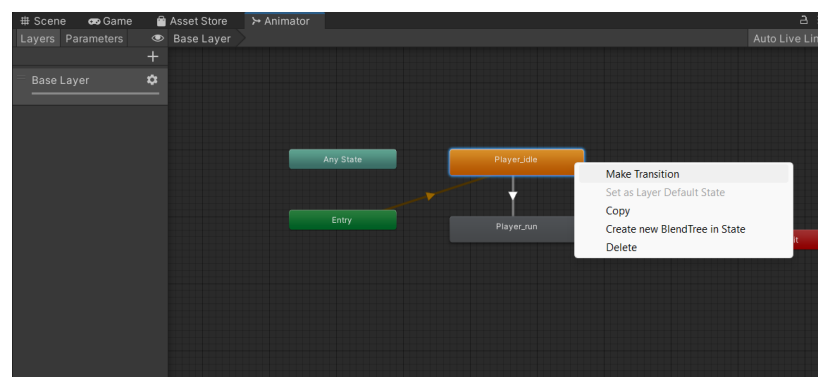 Scene Game Asset Store Animator
Layers Parameters Base Layer Auto Live Lin
Base Layer
Any State Player_idle
Make Transition
Set as Layer Default State
Copy
Entry Player_run Create new BlendTree in State
it
Delete